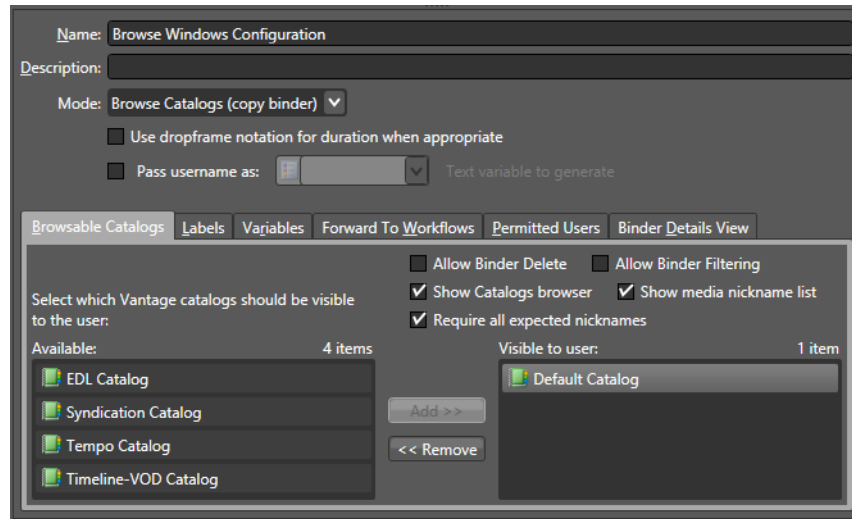 Name: Browse Windows Configuration
Description:
Mode: Browse Catalogs (copy binder)
Use dropframe notation for duration when appropriate
Pass username as: Text variable to generate
Browsable Catalogs Labels Variables Forward To Workflows Permitted Users Binder Details View
Allow Binder Delete Allow Binder Filtering
Show Catalogs browser Show media nickname list
Require all expected nicknames
Select which Vantage catalogs should be visible
to the user:
Available: 4 items
EDL Catalog
Syndication Catalog
Tempo Catalog
Timeline-VOD Catalog
Add >>
<< Remove
Visible to user: 1 item
Default Catalog